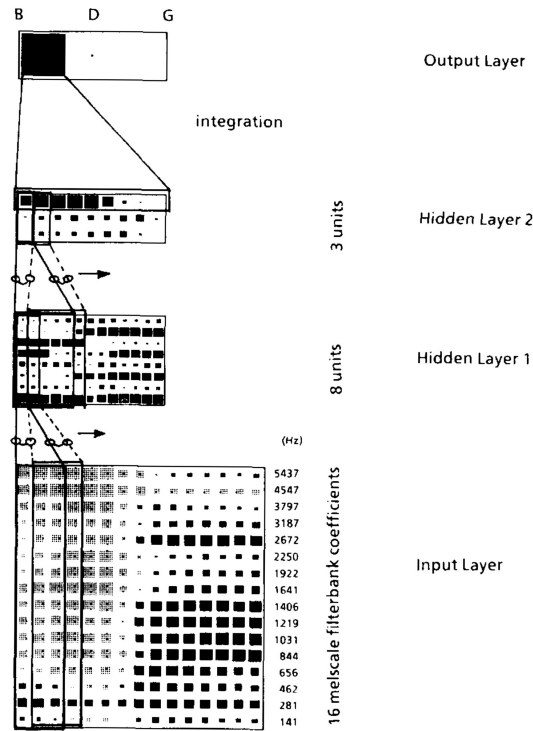 B D G
Output Layer
integration
3 units
Hidden Layer 2
8 units
Hidden Layer 1
(Hz)
16 melscale filterbank coefficients
Input Layer
5437
4547
3797
3187
2672
2250
1922
1641
1406
1219
1031
844
656
462
281
141